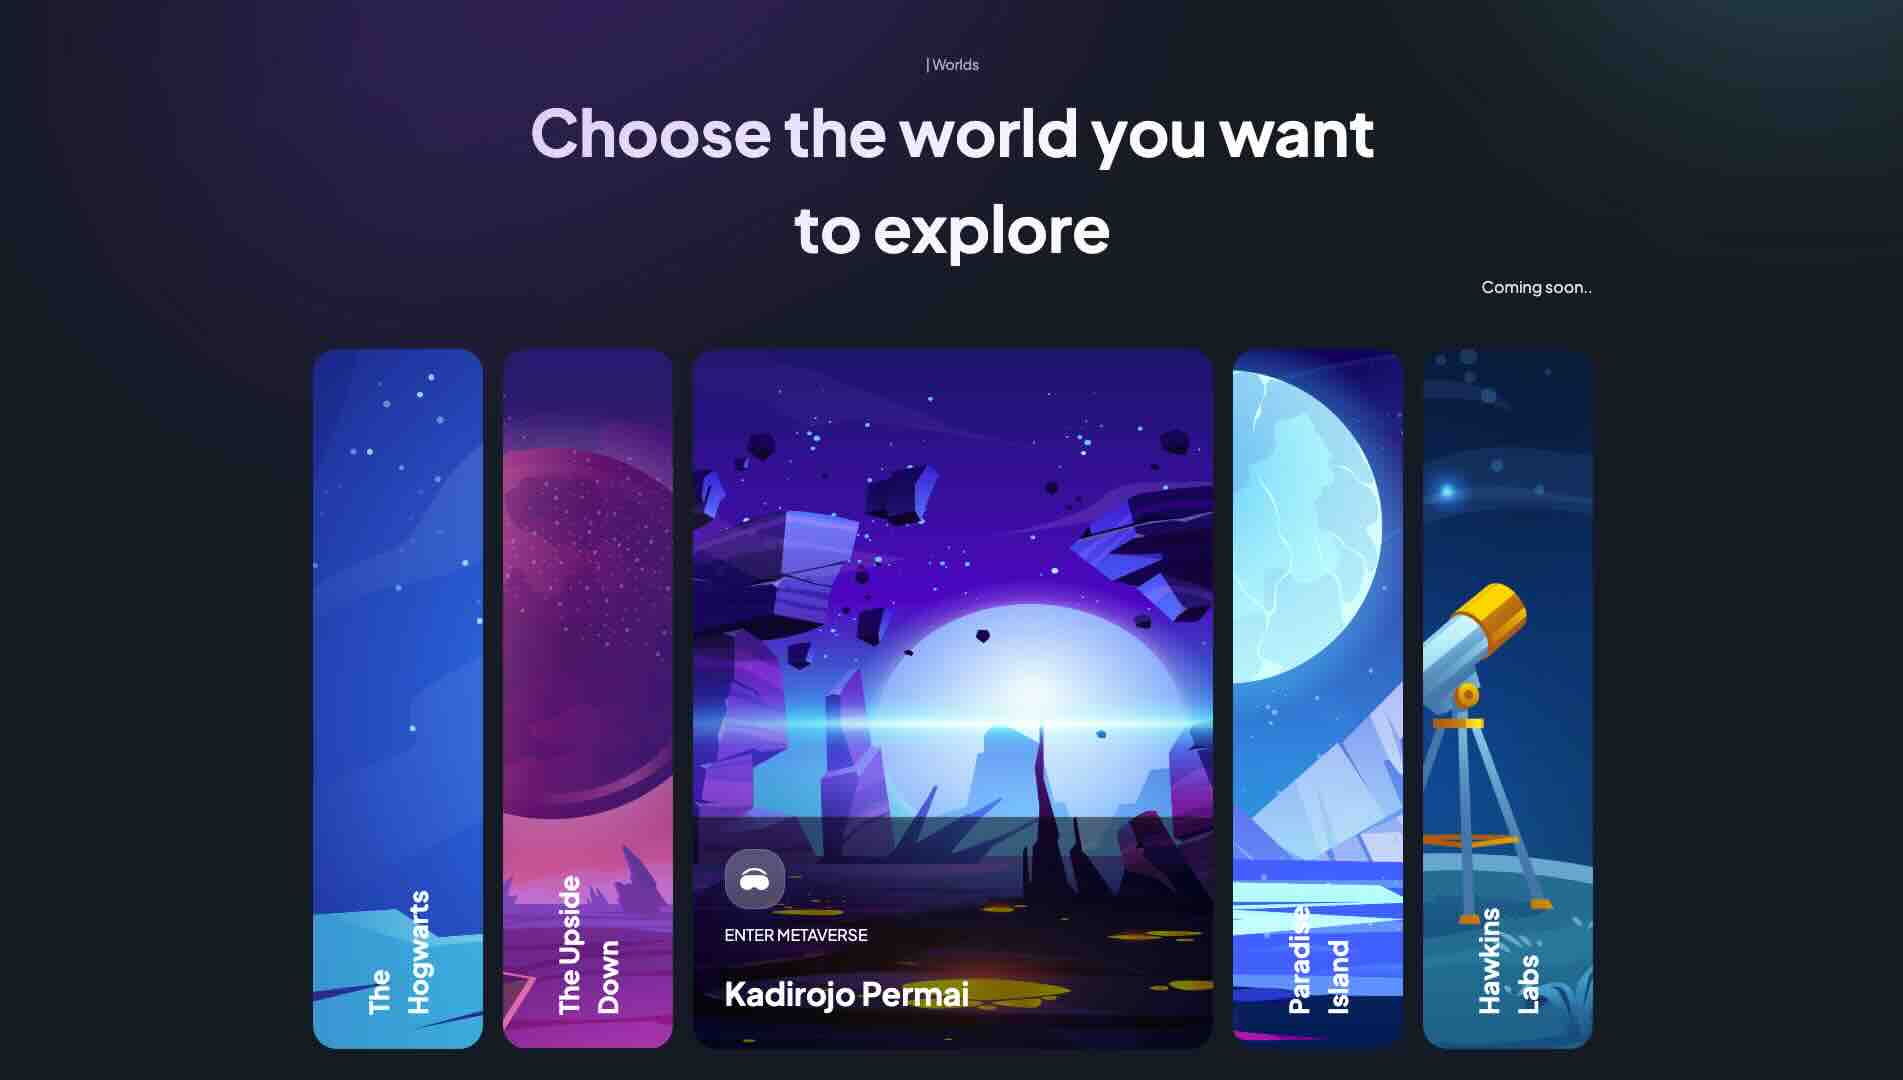 | Worlds
Choose the world you want
to explore
Coming soon..
The
Hogwarts
The Upside
Down
ENTER METAVERSE
Kadirojo Permai
Paradise
Island
Hawkins
Labs